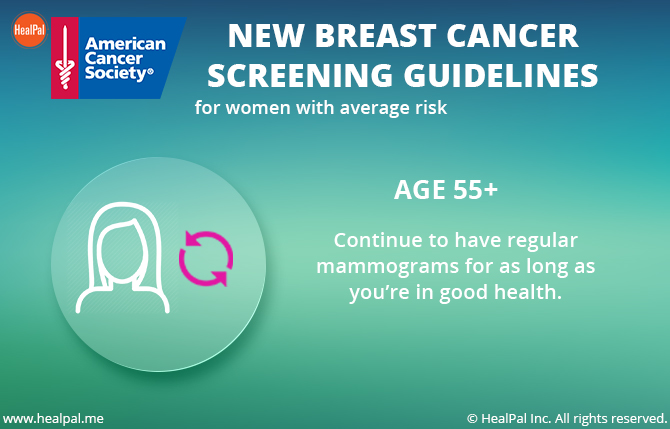 HealPal
American
Cancer
Society®
NEW BREAST CANCER
SCREENING GUIDELINES
for women with average risk
AGE 55+
Continue to have regular
mammograms for as long as
you’re in good health.
www.healpal.me
© HealPal Inc. All rights reserved.